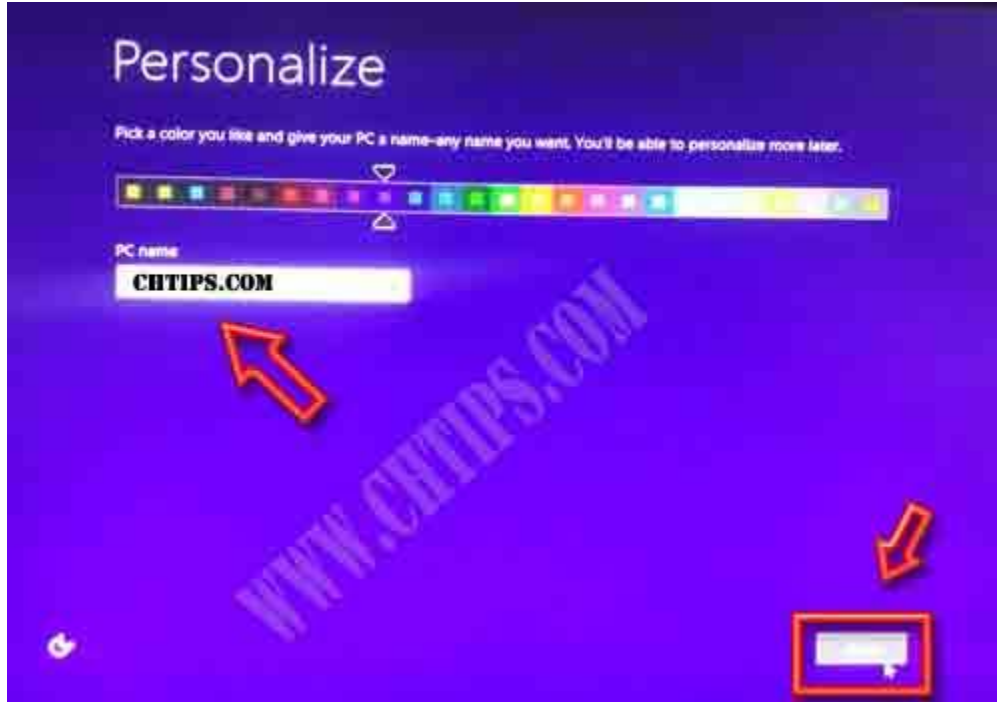 Personalize
Pick a color you like and give your PC a name-any name you want. You'll be able to personalize more later.
PC name
CHTIPS.COM
WWW.CHTIPS.COM